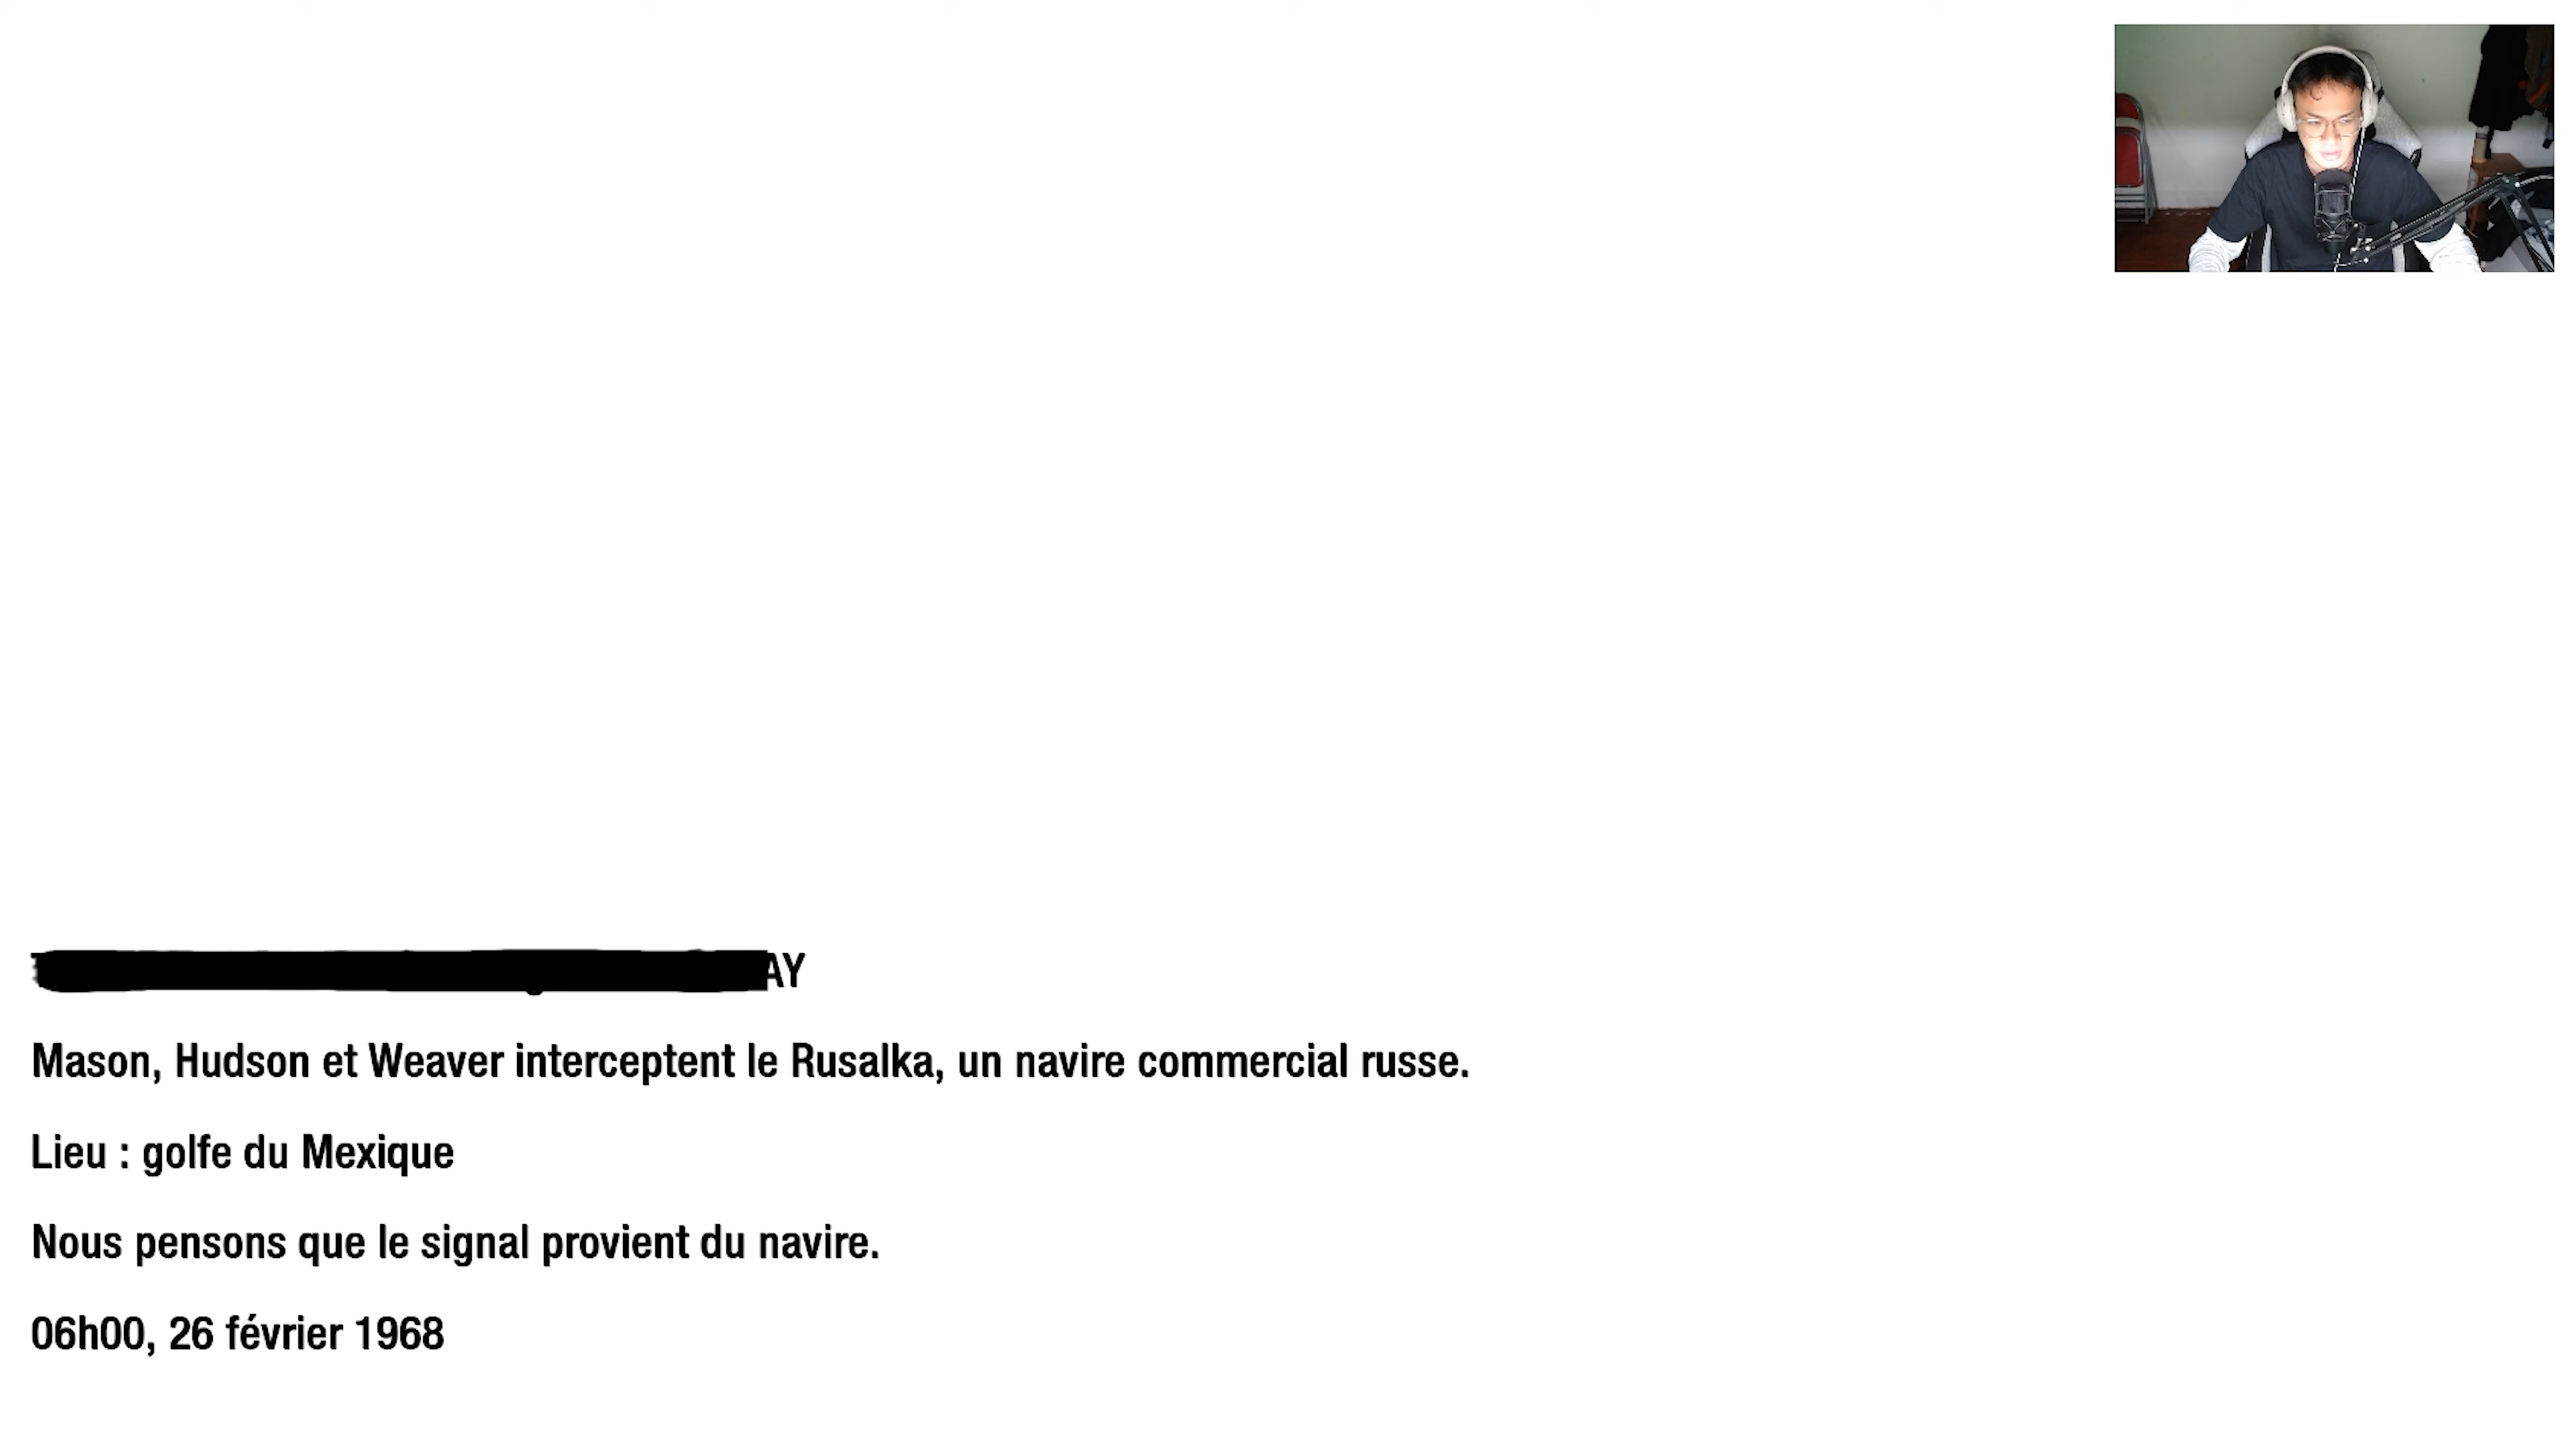 AY
Mason, Hudson et Weaver interceptent le Rusalka, un navire commercial russe.
Lieu : golfe du Mexique
Nous pensons que le signal provient du navire.
06h00, 26 février 1968